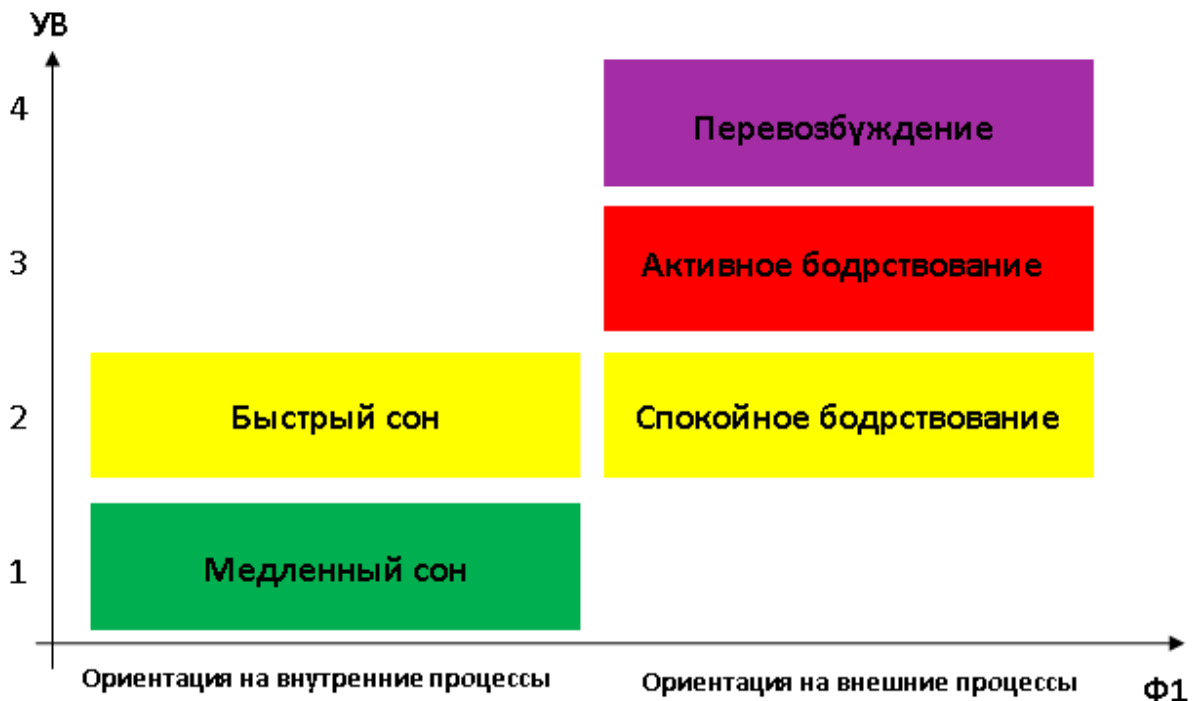 УВ
4
Перевозбуждение
3
Активное бодрствование
2
Быстрый сон
Спокойное бодрствование
1
Медленный сон
Ориентация на внутренние процессы
Ориентация на внешние процессы
Ф1